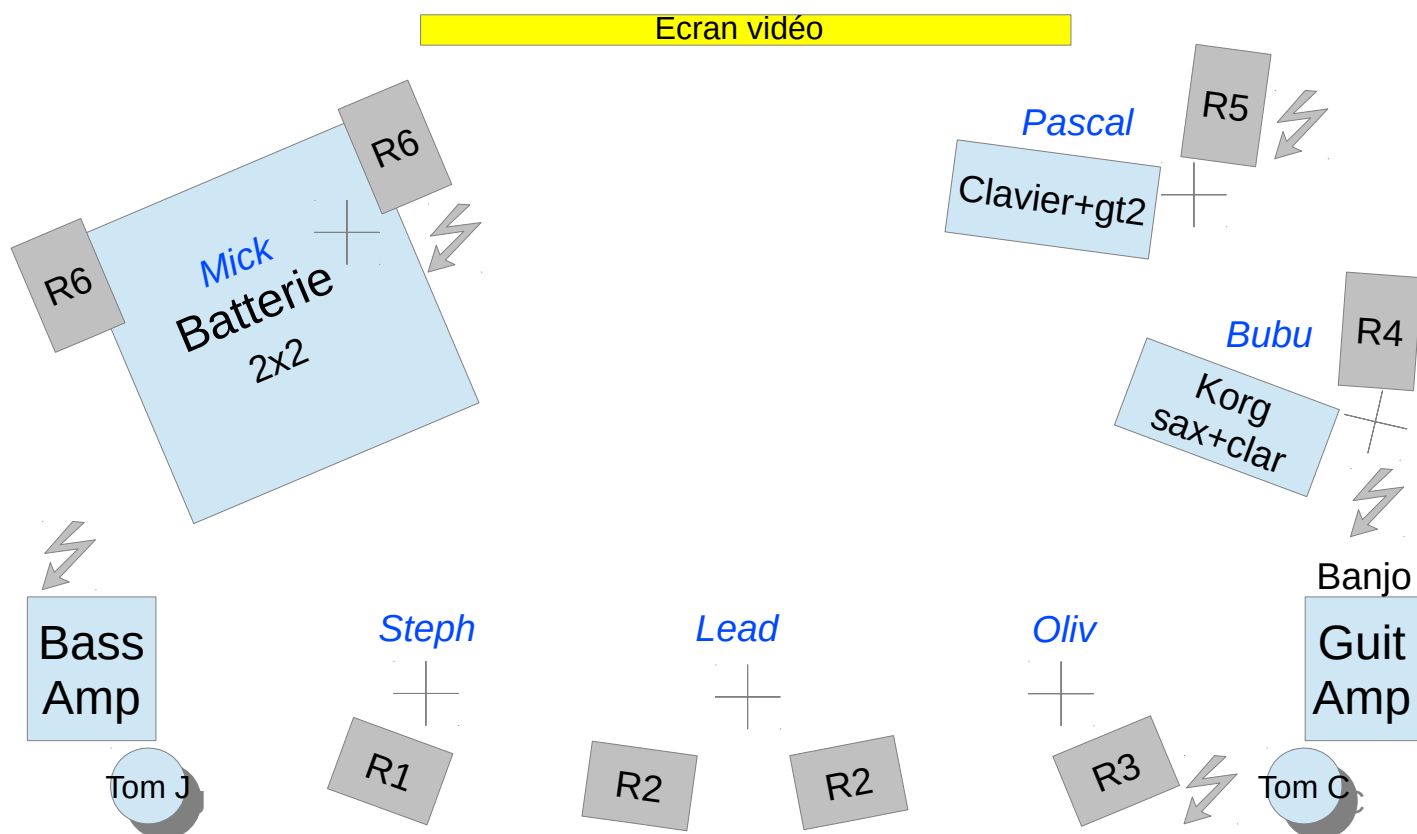 Ecran vidéo
R6
R6
Mick
Batterie
2x2
Pascal
R5
Clavier+gt2
Bubu
R4
Korg
sax+clar
Banjo
Bass
Amp
Steph
Lead
Oliv
Guit
Amp
Tom J
R1
R2
R2
R3
Tom C